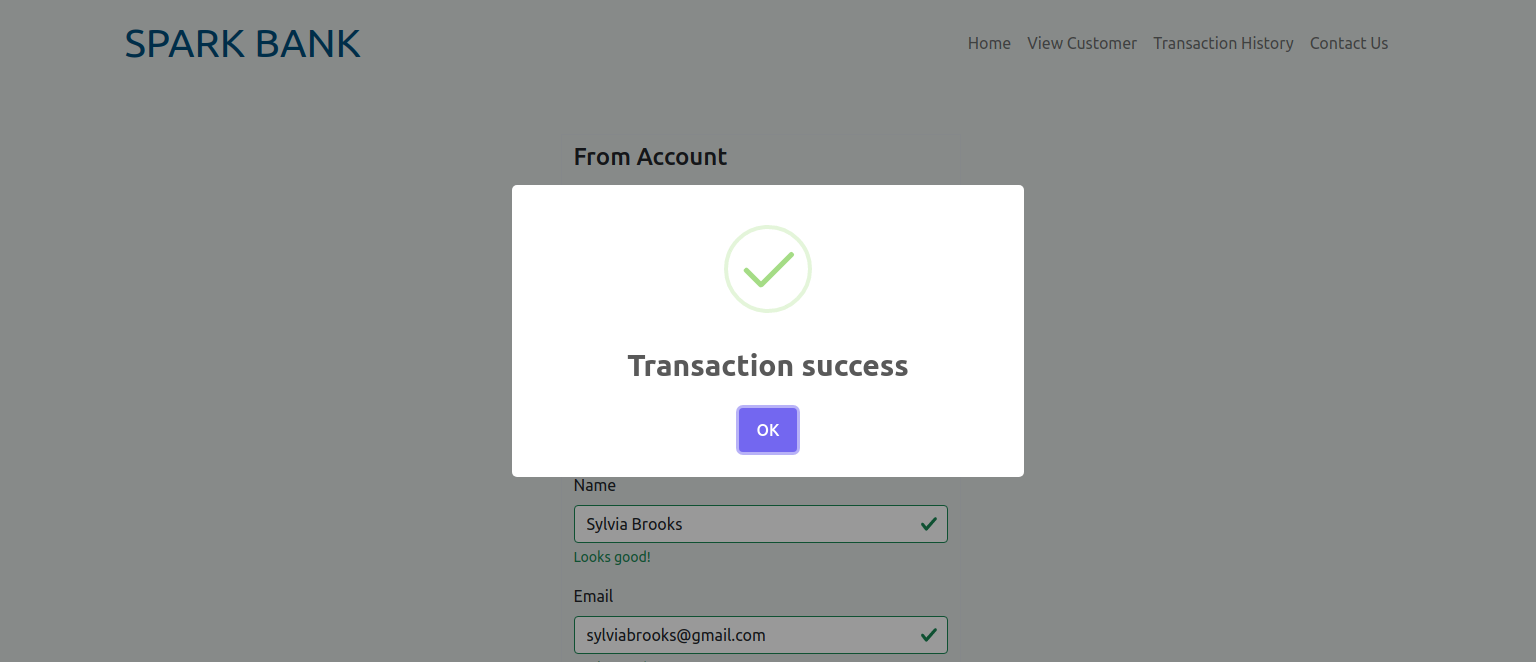 SPARK BANK
Home View Customer Transaction History Contact Us
From Account
Transaction success
OK
Name
Sylvia Brooks
Looks good!
Email
sylviabrooks@gmail.com